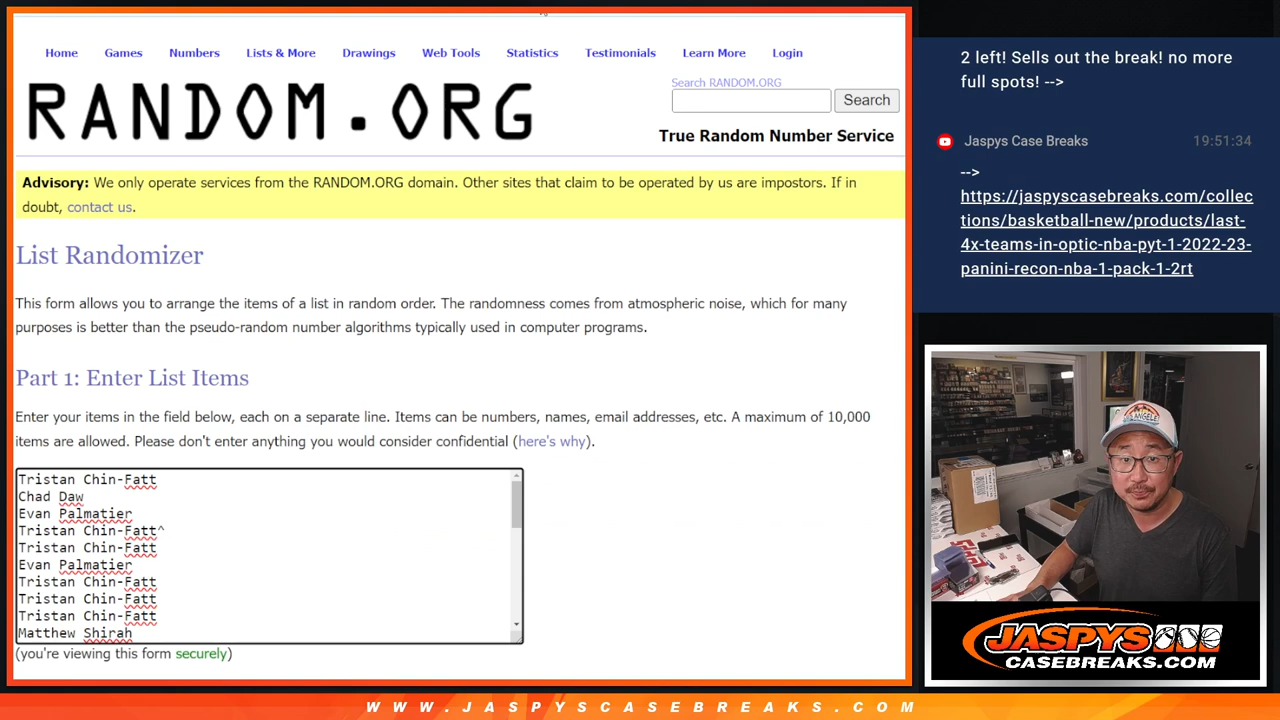 Home Games Numbers Lists & More Drawings Web Tools Statistics Testimonials Learn More Login
RANDOM.ORG
Search RANDOM.ORG
Search
True Random Number Service
Advisory: We only operate services from the RANDOM.ORG domain. Other sites that claim to be operated by us are impostors. If in
doubt, contact us.
List Randomizer
This form allows you to arrange the items of a list in random order. The randomness comes from atmospheric noise, which for many
purposes is better than the pseudo-random number algorithms typically used in computer programs.
Part 1: Enter List Items
Enter your items in the field below, each on a separate line. Items can be numbers, names, email addresses, etc. A maximum of 10,000
items are allowed. Please don't enter anything you would consider confidential (here's why).
Tristan Chin-Fatt
Chad Daw
Evan Palmatier
Tristan Chin-Fatt^
Tristan Chin-Fatt
Evan Palmatier
Tristan Chin-Fatt
Tristan Chin-Fatt
Tristan Chin-Fatt
Matthew Shirah
(you're viewing this form securely)
2 left! Sells out the break! no more
full spots! -->
Jaspys Case Breaks 19:51:34
-->
https://jaspyscasebreaks.com/collec
tions/basketball-new/products/last-
4x-teams-in-optic-nba-pyt-1-2022-23-
panini-recon-nba-1-pack-1-2rt
JASPYS
CASEBREAKS.COM
WWW.JASPYSCASEBREAKS.COM